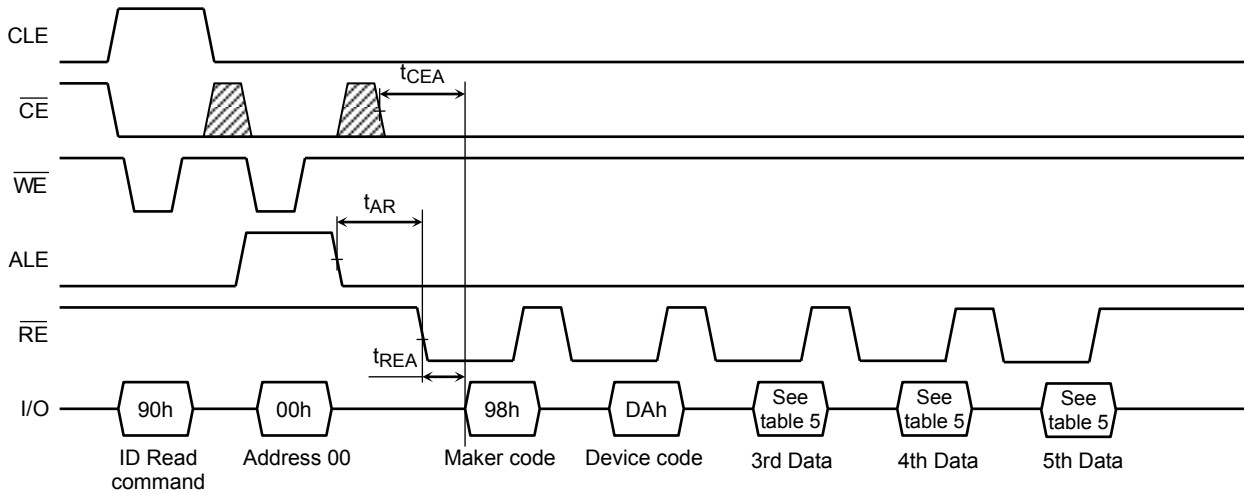 CLE
tCEA
CE
WE
tAR
ALE
RE
tREA
I/O
90h
00h
98h
DAh
See
table 5
See
table 5
See
table 5
ID Read
command
Address 00
Maker code
Device code
3rd Data
4th Data
5th Data